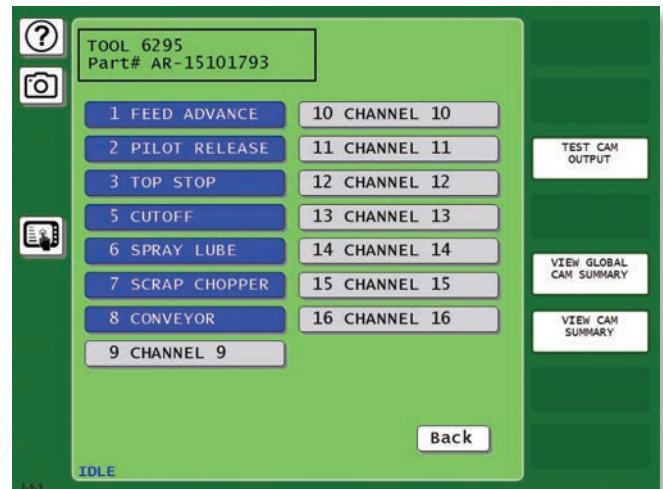 ?
TOOL 6295
Part# AR-15101793
1 FEED ADVANCE
2 PILOT RELEASE
3 TOP STOP
5 CUTOFF
6 SPRAY LUBE
7 SCRAP CHOPPER
8 CONVEYOR
9 CHANNEL 9
10 CHANNEL 10
11 CHANNEL 11
12 CHANNEL 12
13 CHANNEL 13
14 CHANNEL 14
15 CHANNEL 15
16 CHANNEL 16
Back
IDLE
TEST CAM
OUTPUT
VIEW GLOBAL
CAM SUMMARY
VIEW CAM
SUMMARY